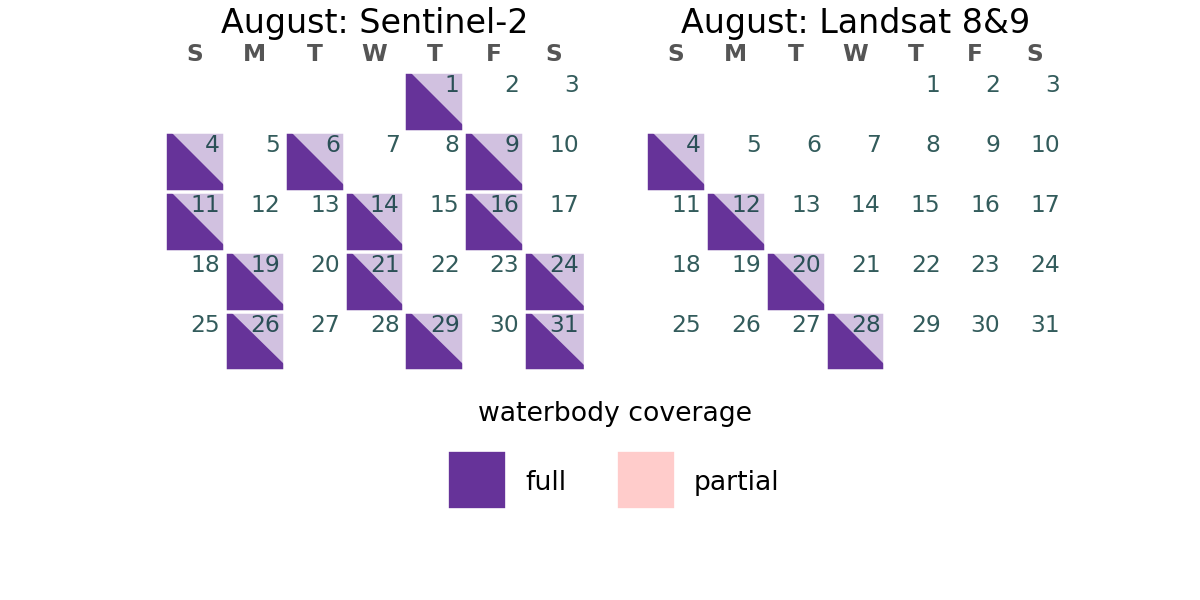 August: Sentinel-2
S M T W T F S
1 2 3
4 5 6 7 8 9 10
11 12 13 14 15 16 17
18 19 20 21 22 23 24
25 26 27 28 29 30 31
August: Landsat 8&9
S M T W T F S
1 2 3
4 5 6 7 8 9 10
11 12 13 14 15 16 17
18 19 20 21 22 23 24
25 26 27 28 29 30 31
waterbody coverage
full
partial